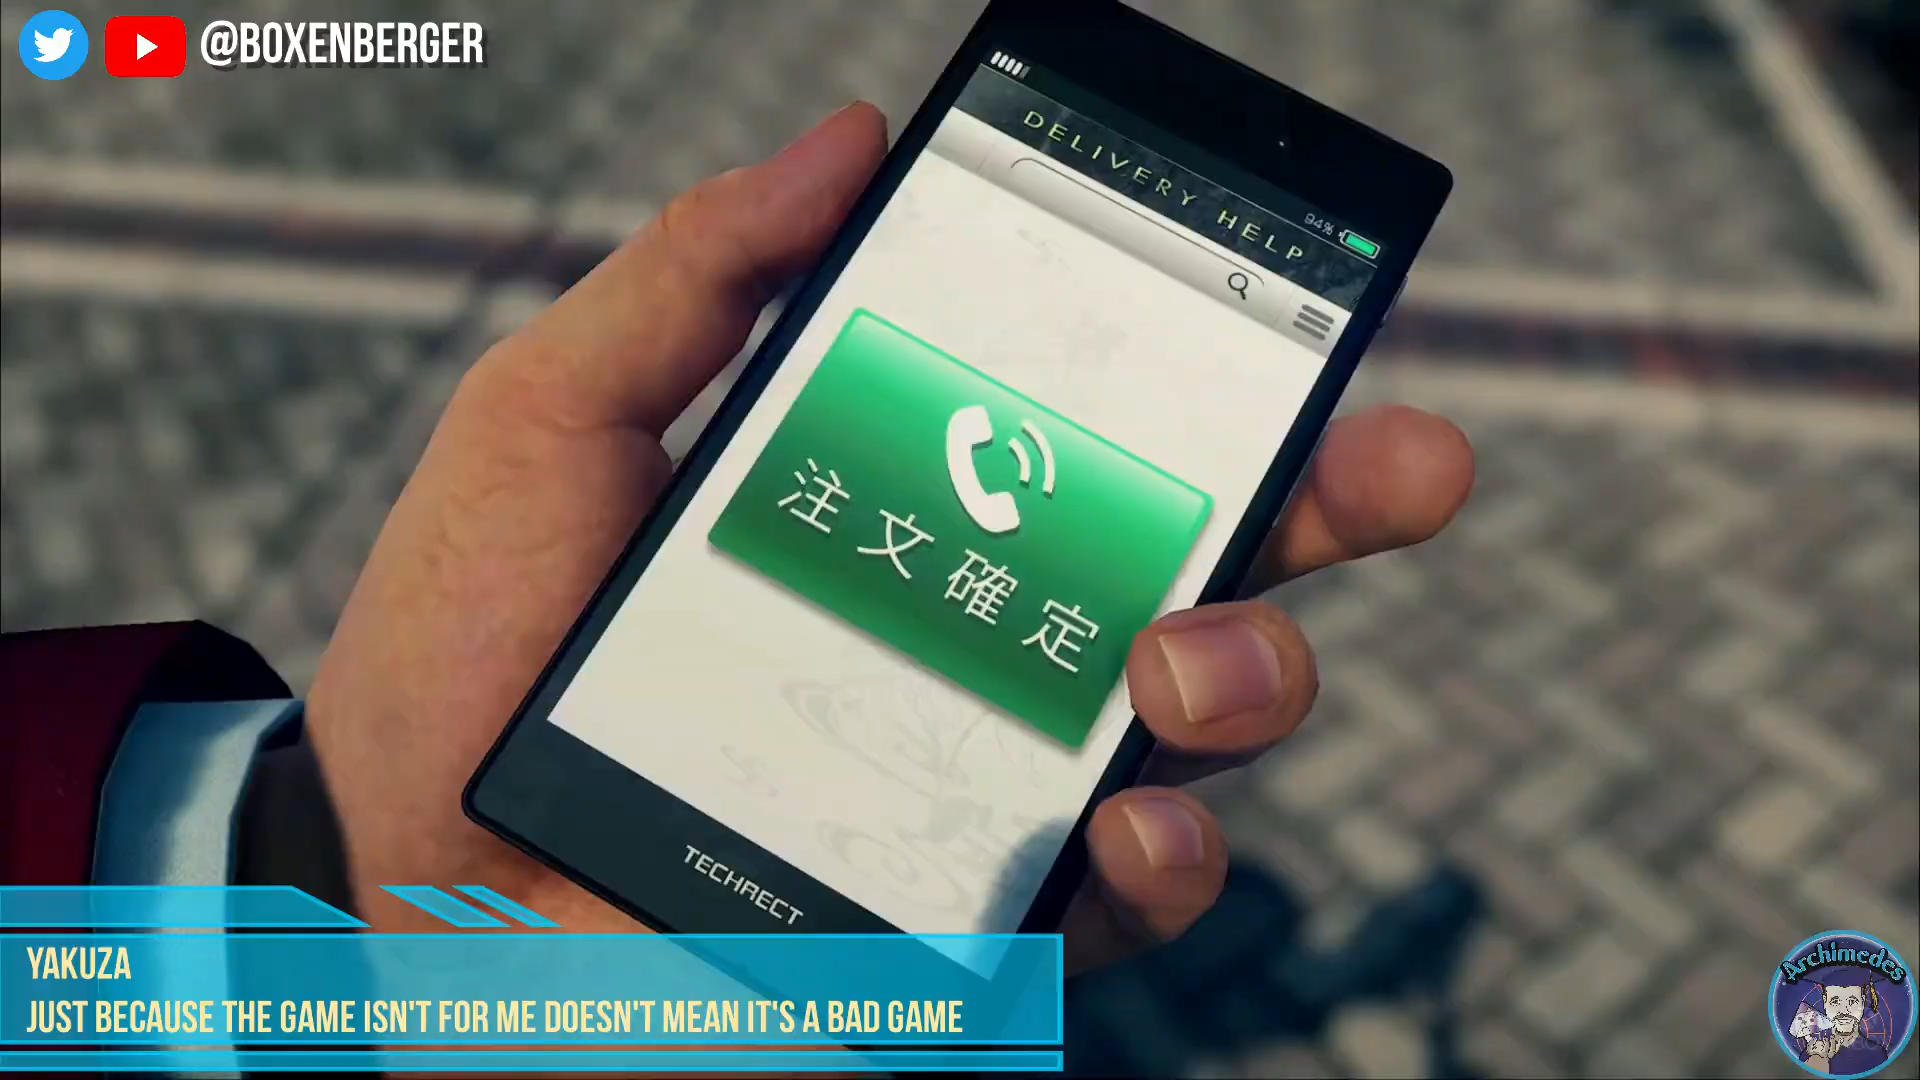 @BOXENBERGER
94%
DELIVERY HELP
注文確定
TECHRECT
YAKUZA
JUST BECAUSE THE GAME ISN'T FOR ME DOESN'T MEAN IT'S A BAD GAME
Archimedes